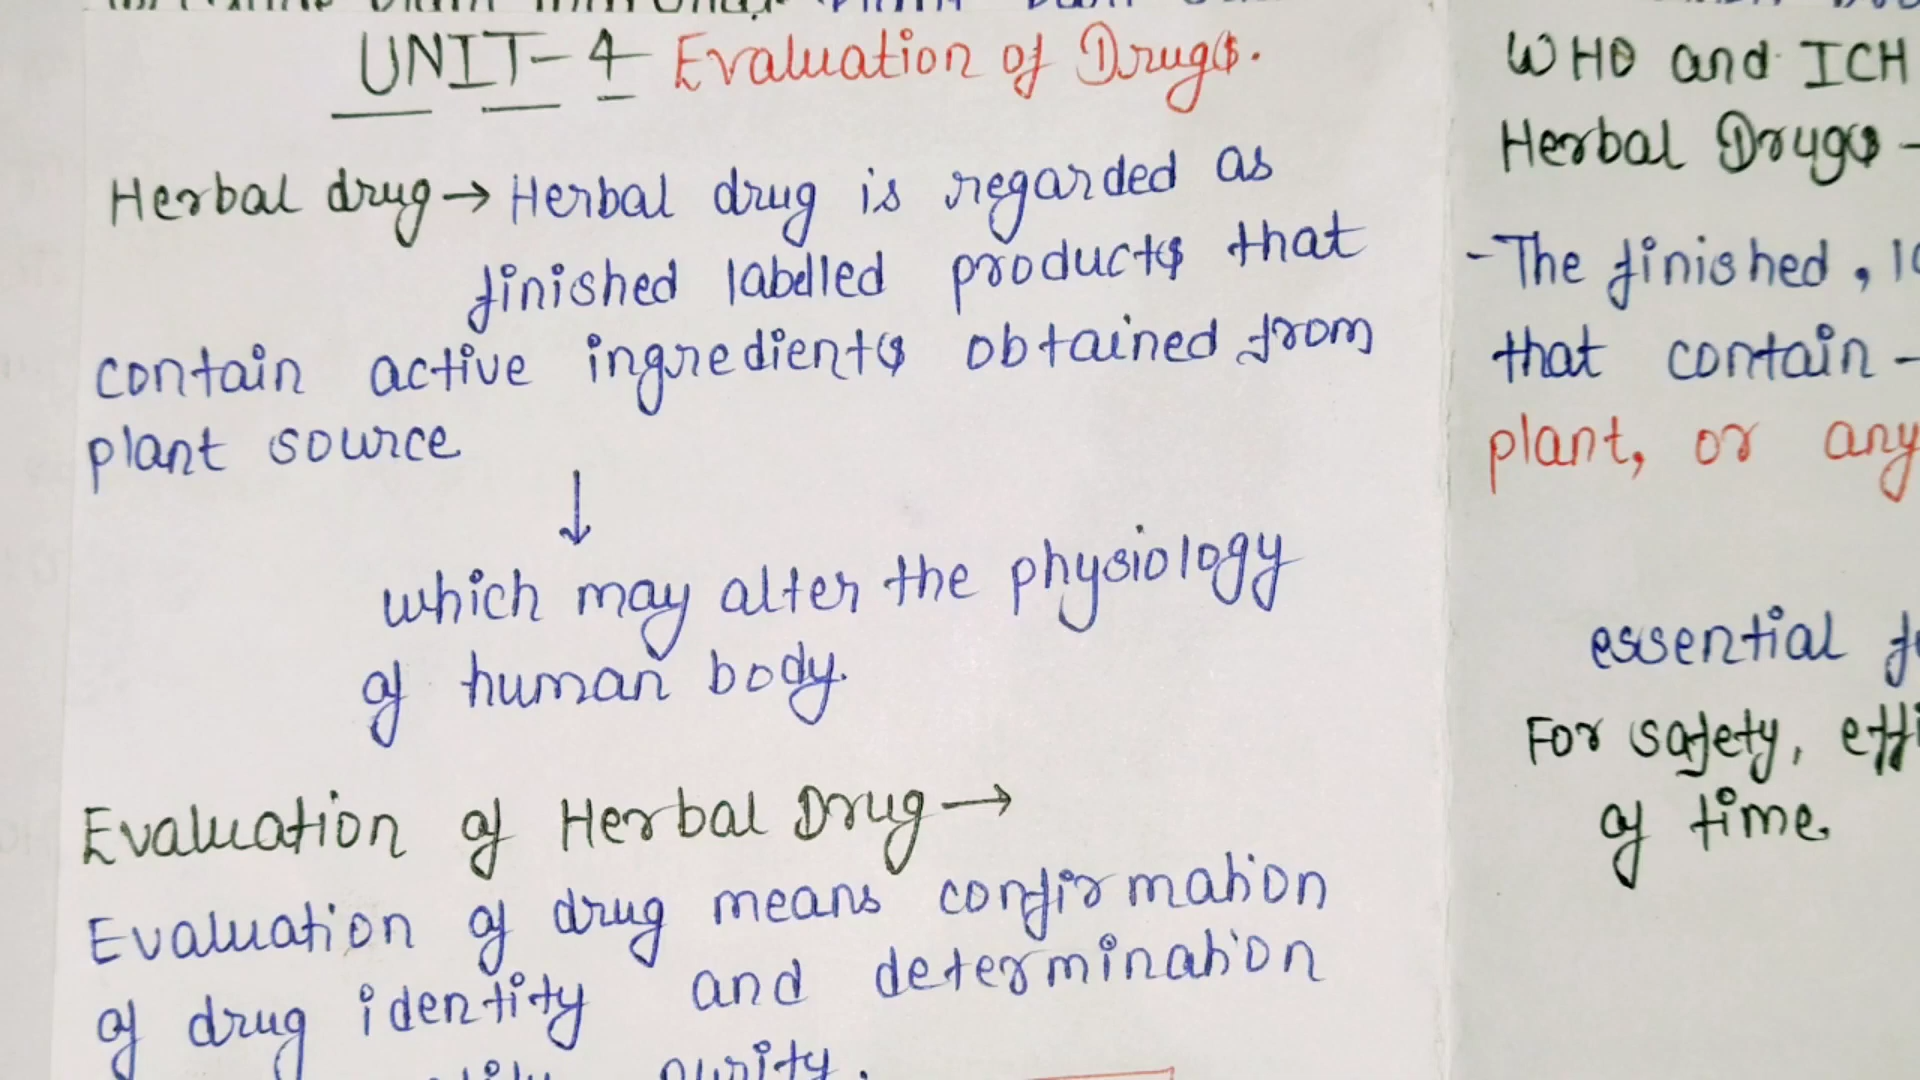 UNIT-4 Evaluation of Drugs.
Herbal drug → Herbal drug is regarded as
finished labelled products that
contain active ingredients obtained from
plant source
↓
which may alter the physiology
of human body.
Evaluation of Herbal Drug →
Evaluation of drug means confirmation
of drug identity and determination
purity.
WHO and ICH
Herbal Drugs -
- The finished,
that contain -
plant, or any
essential
For safety,
of time